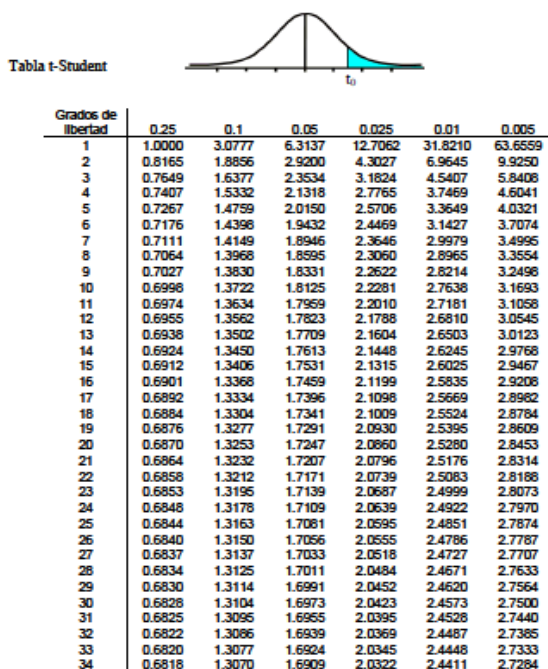 Tabla t-Student
t₀
Grados de
libertad 0.25 0.1 0.05 0.025 0.01 0.005
1 1.0000 3.0777 6.3137 12.7062 31.8210 63.6559
2 0.8165 1.8856 2.9200 4.3027 6.9645 9.9250
3 0.7649 1.6377 2.3534 3.1824 4.5407 5.8408
4 0.7407 1.5332 2.1318 2.7765 3.7469 4.6041
5 0.7267 1.4759 2.0150 2.5706 3.3649 4.0321
6 0.7176 1.4398 1.9432 2.4469 3.1427 3.7074
7 0.7111 1.4149 1.8946 2.3646 2.9979 3.4995
8 0.7064 1.3968 1.8595 2.3060 2.8965 3.3554
9 0.7027 1.3830 1.8331 2.2622 2.8214 3.2498
10 0.6998 1.3722 1.8125 2.2281 2.7638 3.1693
11 0.6974 1.3634 1.7959 2.2010 2.7181 3.1058
12 0.6955 1.3562 1.7823 2.1788 2.6810 3.0545
13 0.6938 1.3502 1.7709 2.1604 2.6503 3.0123
14 0.6924 1.3450 1.7613 2.1448 2.6245 2.9768
15 0.6912 1.3406 1.7531 2.1315 2.6025 2.9467
16 0.6901 1.3368 1.7459 2.1199 2.5835 2.9208
17 0.6892 1.3334 1.7396 2.1098 2.5669 2.8982
18 0.6884 1.3304 1.7341 2.1009 2.5524 2.8784
19 0.6876 1.3277 1.7291 2.0930 2.5395 2.8609
20 0.6870 1.3253 1.7247 2.0860 2.5280 2.8453
21 0.6864 1.3232 1.7207 2.0796 2.5176 2.8314
22 0.6858 1.3212 1.7171 2.0739 2.5083 2.8188
23 0.6853 1.3195 1.7139 2.0687 2.4999 2.8073
24 0.6848 1.3178 1.7109 2.0639 2.4922 2.7970
25 0.6844 1.3163 1.7081 2.0595 2.4851 2.7874
26 0.6840 1.3150 1.7056 2.0555 2.4786 2.7787
27 0.6837 1.3137 1.7033 2.0518 2.4727 2.7707
28 0.6834 1.3125 1.7011 2.0484 2.4671 2.7633
29 0.6830 1.3114 1.6991 2.0452 2.4620 2.7564
30 0.6828 1.3104 1.6973 2.0423 2.4573 2.7500
31 0.6825 1.3095 1.6955 2.0395 2.4528 2.7440
32 0.6822 1.3086 1.6939 2.0369 2.4487 2.7385
33 0.6820 1.3077 1.6924 2.0345 2.4448 2.7333
34 0.6818 1.3070 1.6909 2.0322 2.4411 2.7284